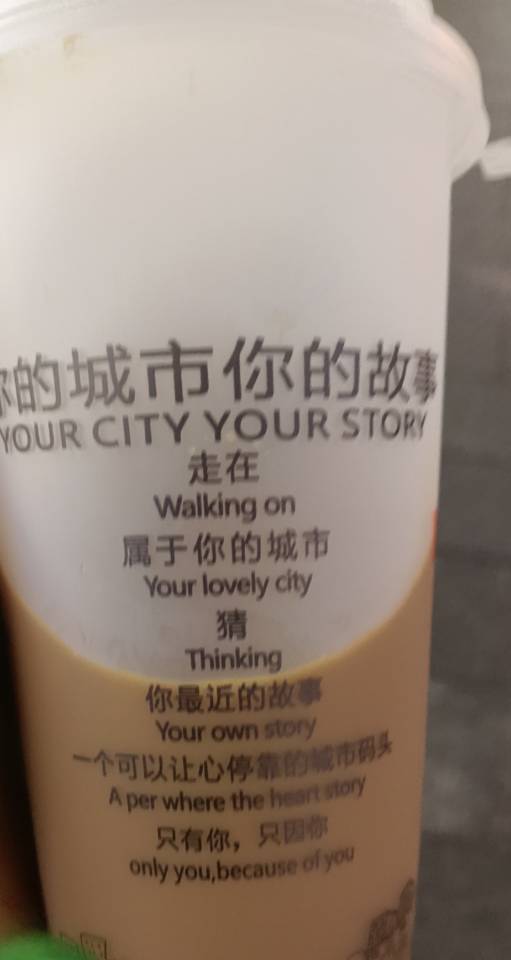 你的城市你的故事
YOUR CITY YOUR STORY
走在
Walking on
属于你的城市
Your lovely city
猜
Thinking
你最近的故事
Your own story
一个可以让心停靠的城市码头
A per where the heart story
只有你，只因你
only you,because of you